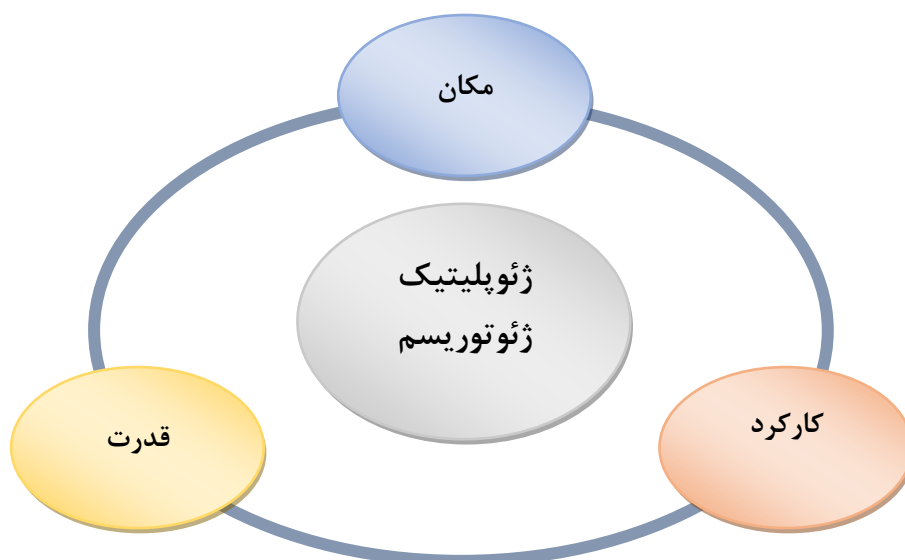 مکان
ژئوپلیتیک
ژئوتوریسم
کارکرد
قدرت